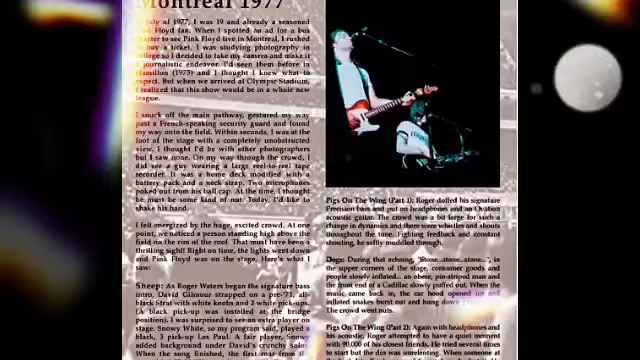 Montreal 1977
July of 1977, I was 19 and already a seasoned
Floyd fan. When I spotted an ad for a bus
to see Pink Floyd live in Montreal, I rushed
buy a ticket. I was studying photography in
college so I decided to take my camera and make it
a journalistic endeavor. I'd seen them before in
Hamilton (1975) and I thought I knew what to
expect. But when we arrived at Olympic Stadium,
I realized that this show would be in a whole new
league.
I snuck off the main pathway, gestured my way
past a French-speaking security guard and found
my way onto the field. Within seconds, I was at the
foot of the stage with a completely unobstructed
view. I thought I'd be with other photographers
but I saw none. On my way through the crowd, I
did see a guy wearing a large reel-to-reel tape
recorder. It was a home deck modified with a
battery pack and a neck strap. Two microphones
poked out from his ball cap. At the time, I thought
he must be some kind of nut. Today, I'd like to
shake his hand.
I felt energized by the huge, excited crowd. At one
point, we noticed a person standing high above the
field on the rim of the roof. That must have been a
thrilling sight! Right on time, the lights went down
and Pink Floyd was on the stage. Here's what I
saw:
Sheep: As Roger Waters began the signature bass
intro, David Gilmour strapped on a pre-'71, all-
black Strat with white knobs and 2 white pick-ups.
(A black pick-up was installed at the bridge
position). I was surprised to see an extra player on
stage. Snowy White, so my program said, played a
black, 3 pick-up Les Paul. A fair player, Snowy
added background under David's crunchy solos.
When the song finished, the first roar from
Pigs On The Wing (Part 1): Roger doffed his signature
Precision bass and put on headphones and an Ovation
acoustic guitar. The crowd was a bit large for such a
change in dynamics and there were whistles and shouts
throughout the tune. Fighting feedback and constant
shouting, he softly muddled through.
Dogs: During that echoing, "Stone...stone...stone...", in
the upper corners of the stage, consumer goods and
people slowly inflated... an obese, pin-striped man and
the front end of a Cadillac slowly puffed out. When the
music came back in, the car hood opened up and
inflated snakes burst out and hung down
The crowd went nuts.
Pigs On The Wing (Part 2): Again with headphones and
his acoustic, Roger attempted to have a quiet moment
with 90,000 of his closest friends. He tried several times
to start but the din was unrelenting. When someone at